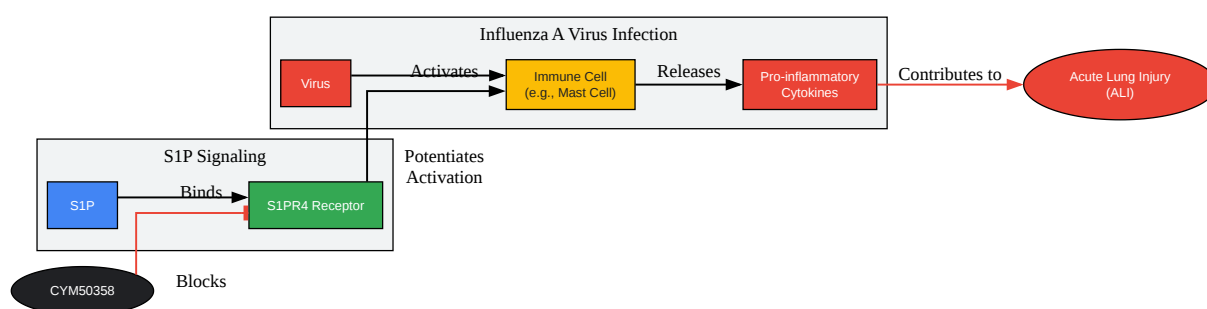 Influenza A Virus Infection
Virus
Activates
Immune Cell
(e.g., Mast Cell)
Releases
Pro-inflammatory
Cytokines
Contributes to
Acute Lung Injury
(ALI)
S1P Signaling
Potentiates
Activation
S1P
Binds
S1PR4 Receptor
CYM50358
Blocks